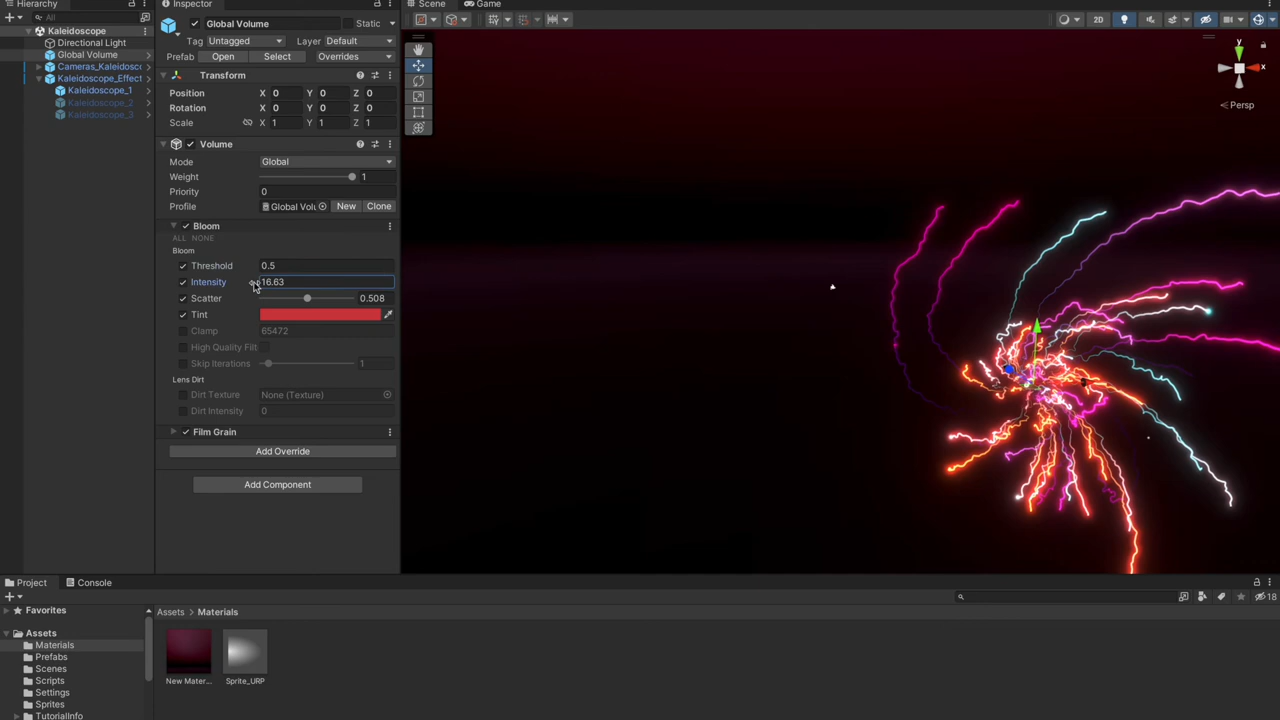 Hierarchy
All
Kaleidoscope
Directional Light
Global Volume
Cameras_Kaleidosc
Kaleidoscope_Effect
Kaleidoscope_1
Kaleidoscope_2
Kaleidoscope_3
Inspector
Global Volume Static
Tag Untagged Layer Default
Prefab Open Select Overrides
Transform
Position X 0 Y 0 Z 0
Rotation X 0 Y 0 Z 0
Scale X 1 Y 1 Z 1
Volume
Mode Global
Weight 1
Priority 0
Profile Global Volu New Clone
Bloom
ALL NONE
Bloom
Threshold 0.5
Intensity 16.63
Scatter 0.508
Tint
Clamp 65472
High Quality Filt
Skip Iterations 1
Lens Dirt
Dirt Texture None (Texture)
Dirt Intensity 0
Film Grain
Add Override
Add Component
Scene Game
2D
y
x
Persp
Project Console
18
Favorites
Assets
Materials
Prefabs
Scenes
Scripts
Settings
Sprites
TutorialInfo
Assets > Materials
New Mater...
Sprite_URP